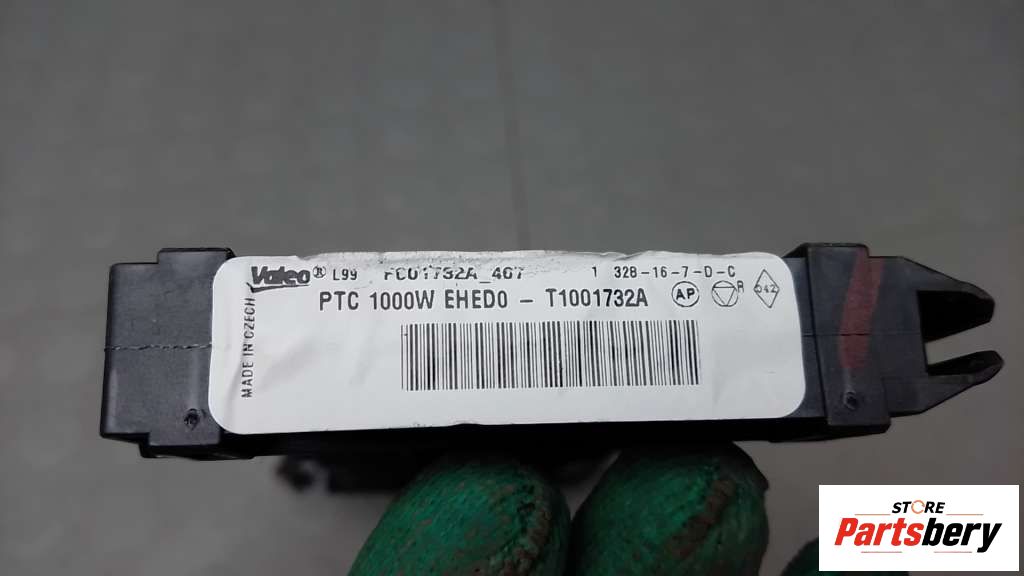 Valeo® L99 FC01732A_467 1 328-16-7-D-C
PTC 1000W EHED0 - T1001732A
AP R 042
MADE IN CZECH
STORE
Partsbery